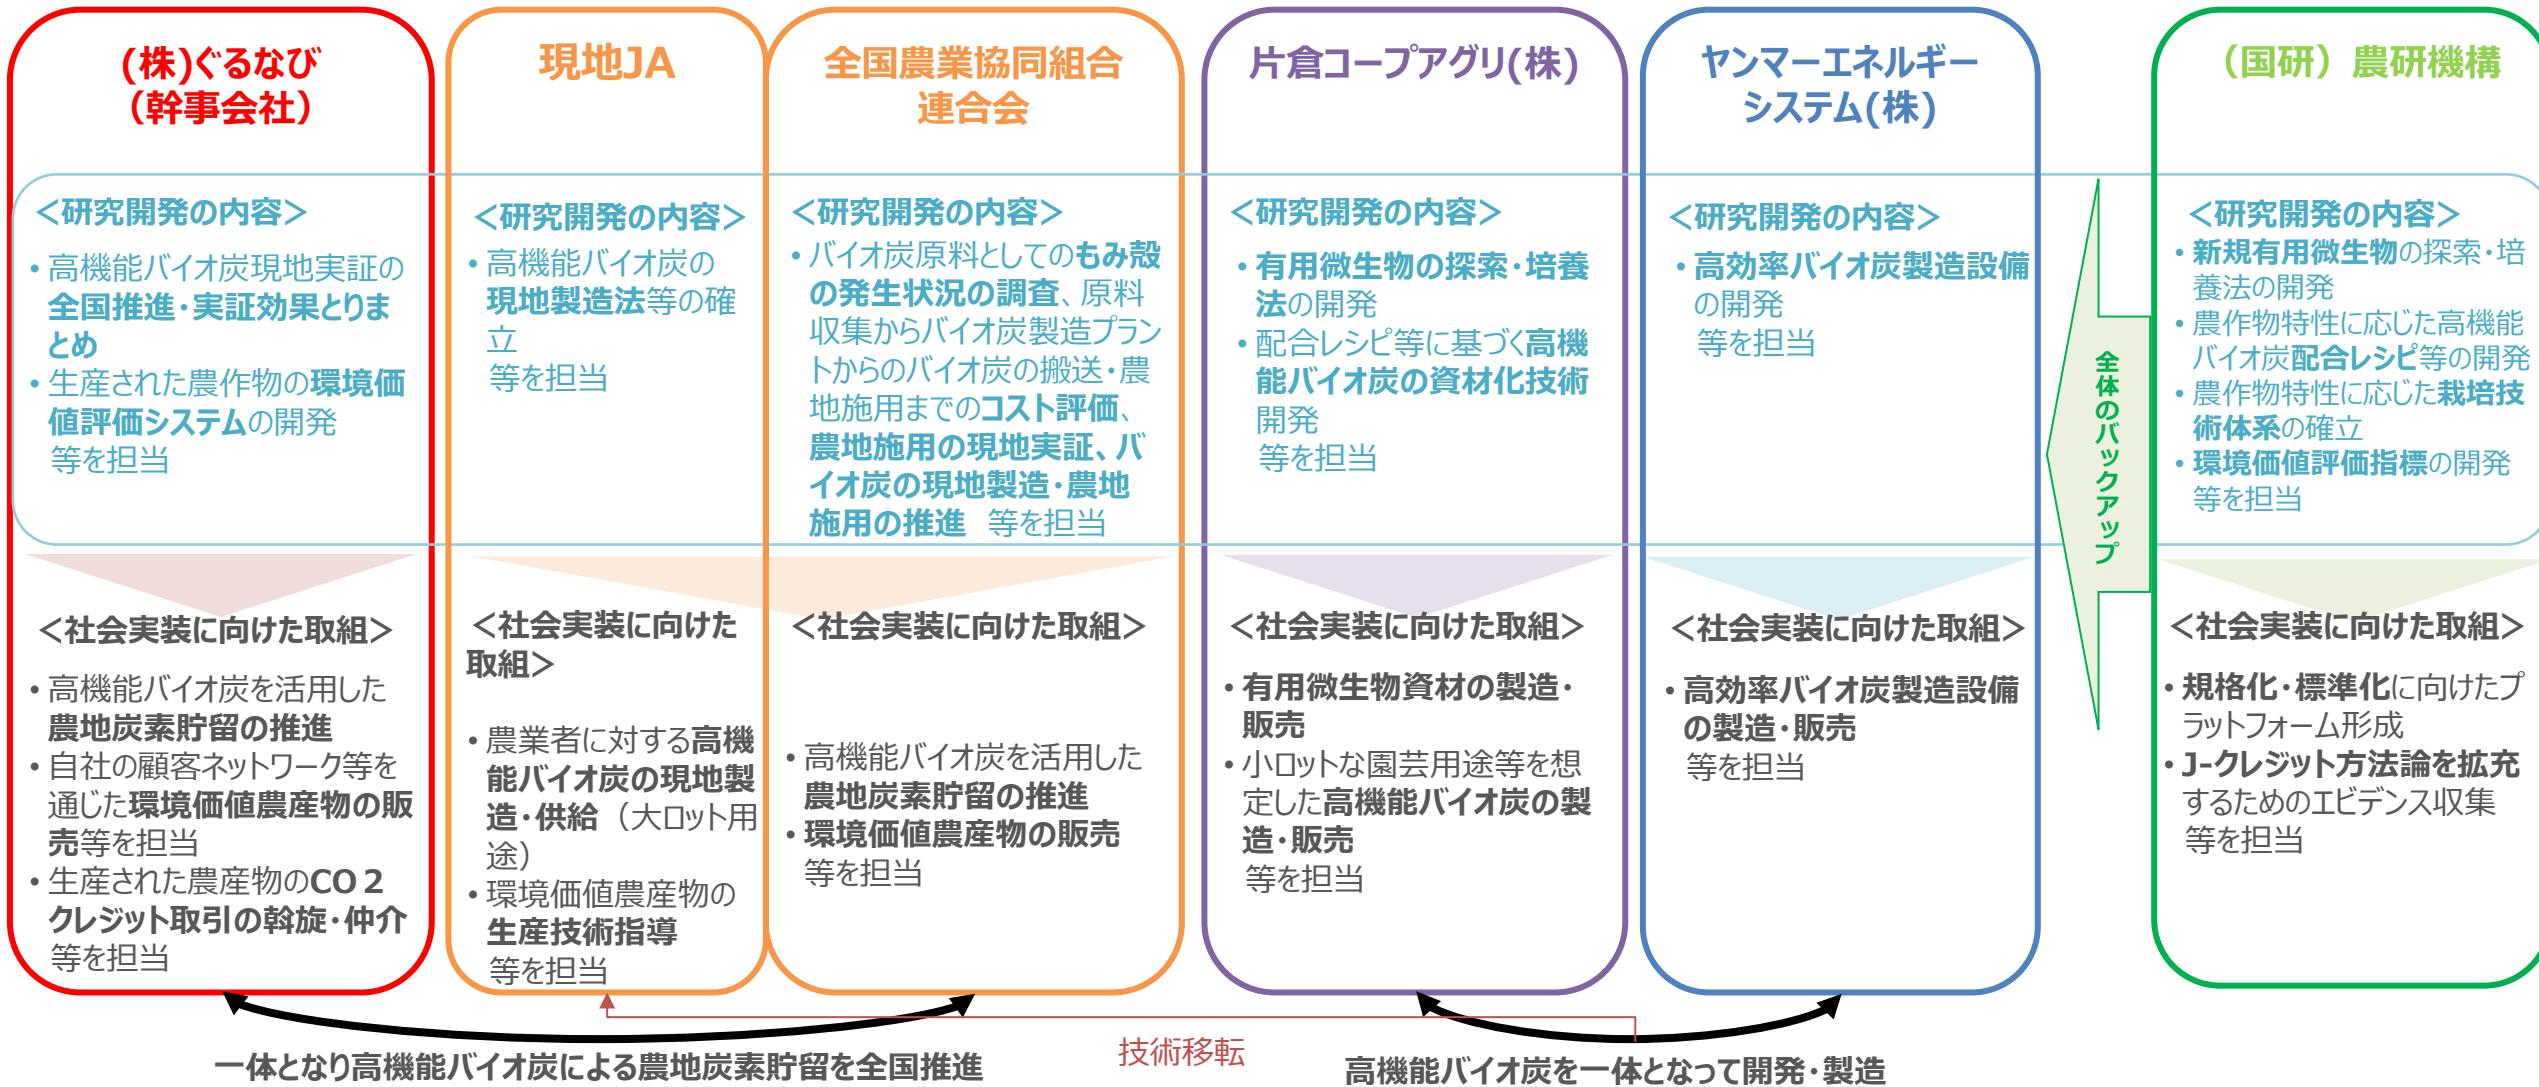 (株)ぐるなび
（幹事会社）
<研究開発の内容>
• 高機能バイオ炭現地実証の
全国推進・実証効果とりま
とめ
• 生産された農作物の環境価
値評価システムの開発
等を担当
<社会実装に向けた取組>
• 高機能バイオ炭を活用した
農地炭素貯留の推進
• 自社の顧客ネットワーク等を
通じた環境価値農産物の販
売等を担当
• 生産された農産物のCO２
クレジット取引の斡旋・仲介
等を担当
現地JA
<研究開発の内容>
• 高機能バイオ炭の
現地製造法等の確
立
等を担当
<社会実装に向けた
取組>
• 農業者に対する高機
能バイオ炭の現地製
造・供給（大ロット用
途）
• 環境価値農産物の
生産技術指導
等を担当
全国農業協同組合
連合会
<研究開発の内容>
• バイオ炭原料としてのもみ殻
の発生状況の調査、原料
収集からバイオ炭製造プラン
トからのバイオ炭の搬送・農
地施用までのコスト評価、
農地施用の現地実証、バ
イオ炭の現地製造・農地
施用の推進　等を担当
<社会実装に向けた取組>
• 高機能バイオ炭を活用した
農地炭素貯留の推進
• 環境価値農産物の販売
等を担当
片倉コープアグリ(株)
<研究開発の内容>
• 有用微生物の探索・培養
法の開発
• 配合レシピ等に基づく高機
能バイオ炭の資材化技術
開発
等を担当
<社会実装に向けた取組>
• 有用微生物資材の製造・
販売
• 小ロットな園芸用途等を想
定した高機能バイオ炭の製
造・販売
等を担当
ヤンマーエネルギー
システム(株)
<研究開発の内容>
• 高効率バイオ炭製造設備
の開発
等を担当
<社会実装に向けた取組>
• 高効率バイオ炭製造設備
の製造・販売
等を担当
全体のバックアップ
（国研）農研機構
<研究開発の内容>
• 新規有用微生物の探索・培
養法の開発
• 農作物特性に応じた高機能
バイオ炭配合レシピ等の開発
• 農作物特性に応じた栽培技
術体系の確立
• 環境価値評価指標の開発
等を担当
<社会実装に向けた取組>
• 規格化・標準化に向けたプ
ラットフォーム形成
• J-クレジット方法論を拡充
するためのエビデンス収集
等を担当
一体となり高機能バイオ炭による農地炭素貯留を全国推進
技術移転
高機能バイオ炭を一体となって開発・製造